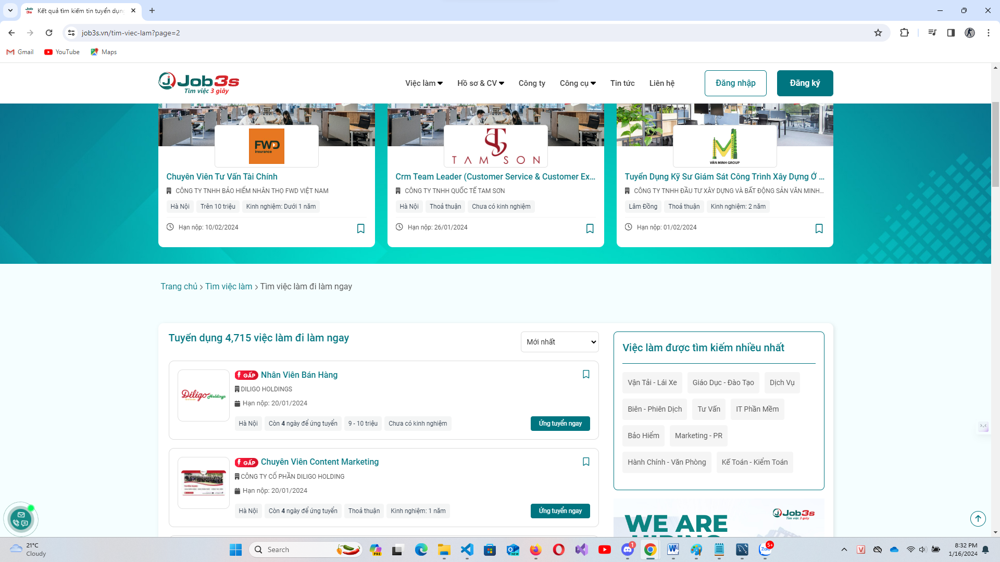 Job3s
Kết quả tìm kiếm tin tuyển dụng
job3s.vn/tim-viec-lam?page=2
Gmail YouTube Maps
Job3s
Tìm việc 3 giây
Việc làm Hồ sơ & CV Công ty Công cụ Tin tức Liên hệ Đăng nhập Đăng ký
FWD
insurance
TS
TAM SON
VĂN MINH GROUP
Chuyên Viên Tư Vấn Tài Chính
CÔNG TY TNHH BẢO HIỂM NHÂN THỌ FWD VIỆT NAM
Hà Nội Trên 10 triệu Kinh nghiệm: Dưới 1 năm
Hạn nộp: 10/02/2024
Crm Team Leader (Customer Service & Customer Ex...
CÔNG TY TNHH QUỐC TẾ TAM SƠN
Hà Nội Thoả thuận Chưa có kinh nghiệm
Hạn nộp: 26/01/2024
Tuyển Dụng Kỹ Sư Giám Sát Công Trình Xây Dựng Ở ...
CÔNG TY TNHH ĐẦU TƯ XÂY DỰNG VÀ BẤT ĐỘNG SẢN VĂN MINH...
Lâm Đồng Thoả thuận Kinh nghiệm: 2 năm
Hạn nộp: 01/02/2024
Trang chủ > Tìm việc làm > Tìm việc làm đi làm ngay
Tuyển dụng 4,715 việc làm đi làm ngay
Mới nhất
Diligo Holdings
GẤP Nhân Viên Bán Hàng
DILIGO HOLDINGS
Hạn nộp: 20/01/2024
Hà Nội Còn 4 ngày để ứng tuyển 9 - 10 triệu Chưa có kinh nghiệm Ứng tuyển ngay
GẤP Chuyên Viên Content Marketing
CÔNG TY CỔ PHẦN DILIGO HOLDING
Hạn nộp: 20/01/2024
Hà Nội Còn 4 ngày để ứng tuyển Thoả thuận Kinh nghiệm: 1 năm Ứng tuyển ngay
Việc làm được tìm kiếm nhiều nhất
Vận Tải - Lái Xe Giáo Dục - Đào Tạo Dịch Vụ
Biên - Phiên Dịch Tư Vấn IT Phần Mềm
Bảo Hiểm Marketing - PR
Hành Chính - Văn Phòng Kế Toán - Kiểm Toán
Job3s
Tìm việc 3 giây
WE ARE
HIRING
21°C
Cloudy
Search
PRE
NEW
1
Zalo
5+
V
8:32 PM
1/16/2024